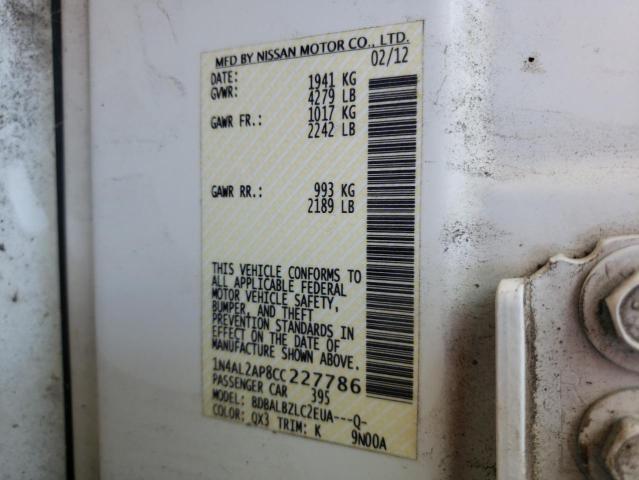 MFD BY NISSAN MOTOR CO., LTD.
DATE: 02/12
GVWR: 1941 KG
4279 LB
GAWR FR.: 1017 KG
2242 LB
GAWR RR.: 993 KG
2189 LB
THIS VEHICLE CONFORMS TO
ALL APPLICABLE FEDERAL
MOTOR VEHICLE SAFETY,
BUMPER, AND THEFT
PREVENTION STANDARDS IN
EFFECT ON THE DATE OF
MANUFACTURE SHOWN ABOVE.
1N4AL2AP8CC227786
PASSENGER CAR 395
MODEL: BDBALBZLC2EUA---Q-
COLOR: QX3 TRIM: K 9N00A